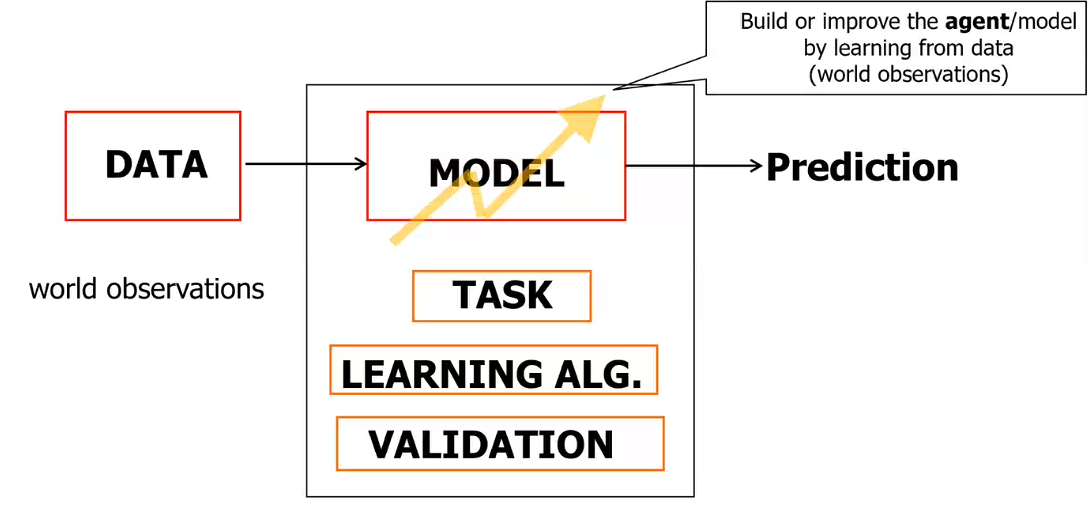 Build or improve the agent/model
by learning from data
(world observations)
DATA
MODEL
Prediction
world observations
TASK
LEARNING ALG.
VALIDATION